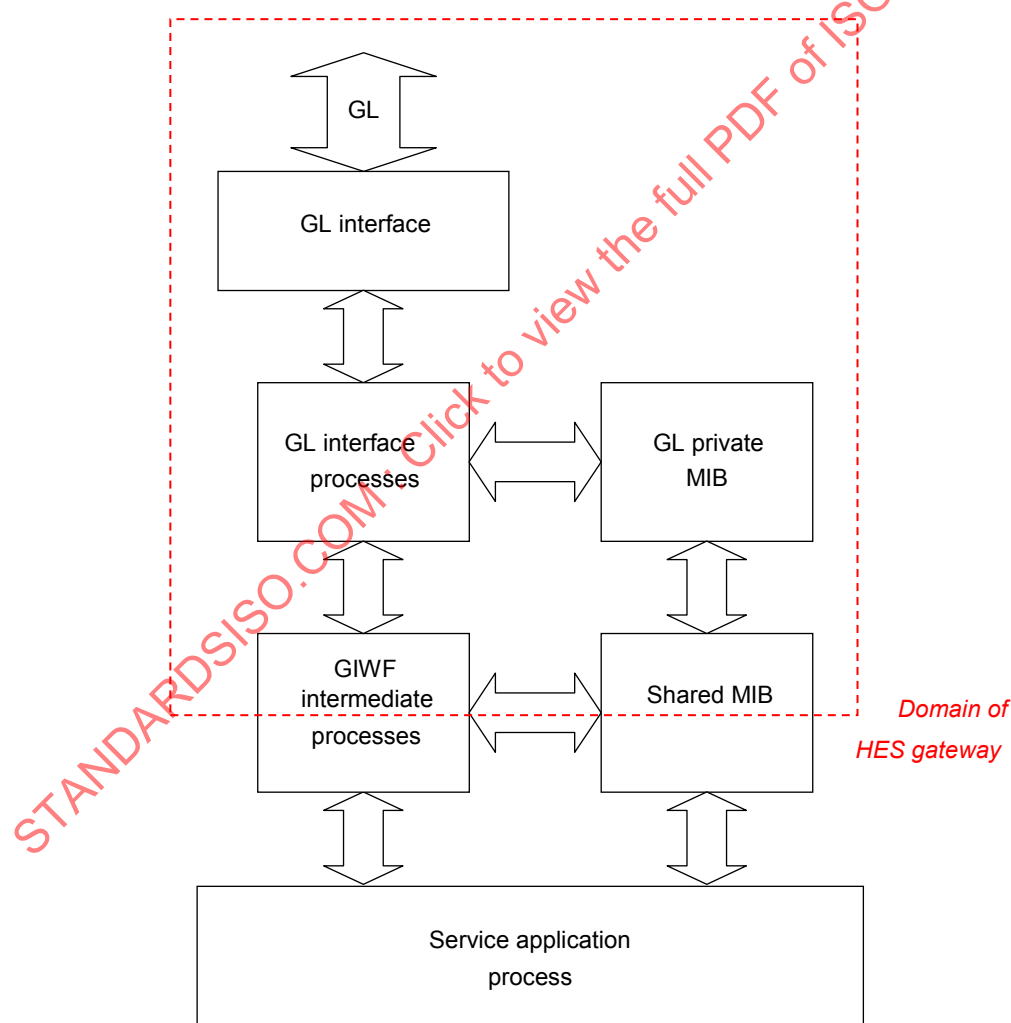 GL
GL interface
GL interface
processes
GL private
MIB
GIWF
intermediate
processes
Shared MIB
Domain of
HES gateway
Service application
process
STANDARDSISO.COM : Click to view the full PDF of ISO